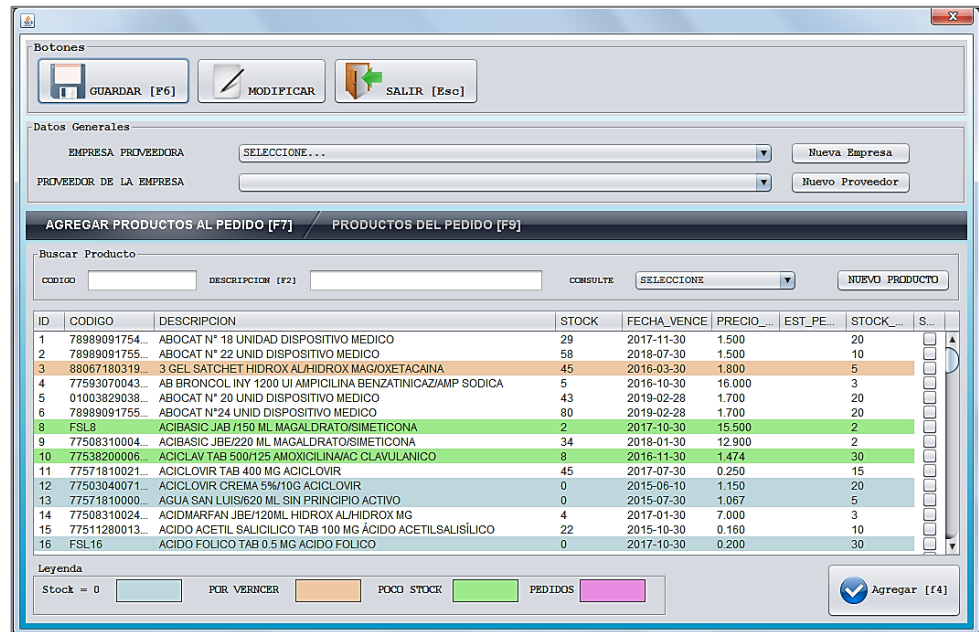 Botones
GUARDAR [F6] MODIFICAR SALIR [Esc]
Datos Generales
EMPRESA PROVEEDORA SELECCIONE... Nueva Empresa
PROVEEDOR DE LA EMPRESA Nuevo Proveedor
AGREGAR PRODUCTOS AL PEDIDO [F7] PRODUCTOS DEL PEDIDO [F9]
Buscar Producto
CODIGO DESCRIPCION [F2] CONSULTE SELECCIONE NUEVO PRODUCTO
ID CODIGO DESCRIPCION STOCK FECHA_VENCE PRECIO_... EST_PE... STOCK_... S...
1 78989091754... ABOCAT N° 18 UNIDAD DISPOSITIVO MEDICO 29 2017-11-30 1.500 20
2 78989091755... ABOCAT N° 22 UNID DISPOSITIVO MEDICO 58 2018-07-30 1.500 10
3 88067180319... 3 GEL SATCHET HIDROX AL/HIDROX MAG/OXETACAINA 45 2016-03-30 1.800 5
4 77593070043... AB BRONCOL INY 1200 UI AMPICILINA BENZATINICAZ/AMP SODICA 5 2016-10-30 16.000 3
5 01003829038... ABOCAT N° 20 UNID DISPOSITIVO MEDICO 43 2019-02-28 1.700 20
6 78989091755... ABOCAT N°24 UNID DISPOSITIVO MEDICO 80 2019-02-28 1.700 20
8 FSL8 ACIBASIC JAB /150 ML MAGALDRATO/SIMETICONA 2 2017-10-30 15.500 2
9 77508310004... ACIBASIC JBE/220 ML MAGALDRATO/SIMETICONA 34 2018-01-30 12.900 2
10 77538200006... ACICLAV TAB 500/125 AMOXICILINA/AC CLAVULANICO 8 2016-11-30 1.474 30
11 77571810021... ACICLOVIR TAB 400 MG ACICLOVIR 45 2017-07-30 0.250 15
12 77503040071... ACICLOVIR CREMA 5%/10G ACICLOVIR 0 2015-06-10 1.150 20
13 77571810000... AGUA SAN LUIS/620 ML SIN PRINCIPIO ACTIVO 0 2015-07-30 1.067 5
14 77508310024... ACIDMARFAN JBE/120ML HIDROX AL/HIDROX MG 4 2017-01-30 7.000 3
15 77511280013... ACIDO ACETIL SALICILICO TAB 100 MG ÁCIDO ACETILSALISÍLICO 22 2015-10-30 0.160 10
16 FSL16 ACIDO FOLICO TAB 0.5 MG ACIDO FOLICO 0 2017-10-30 0.200 30
Leyenda
Stock = 0 POR VERNCER POCO STOCK PEDIDOS Agregar [f4]